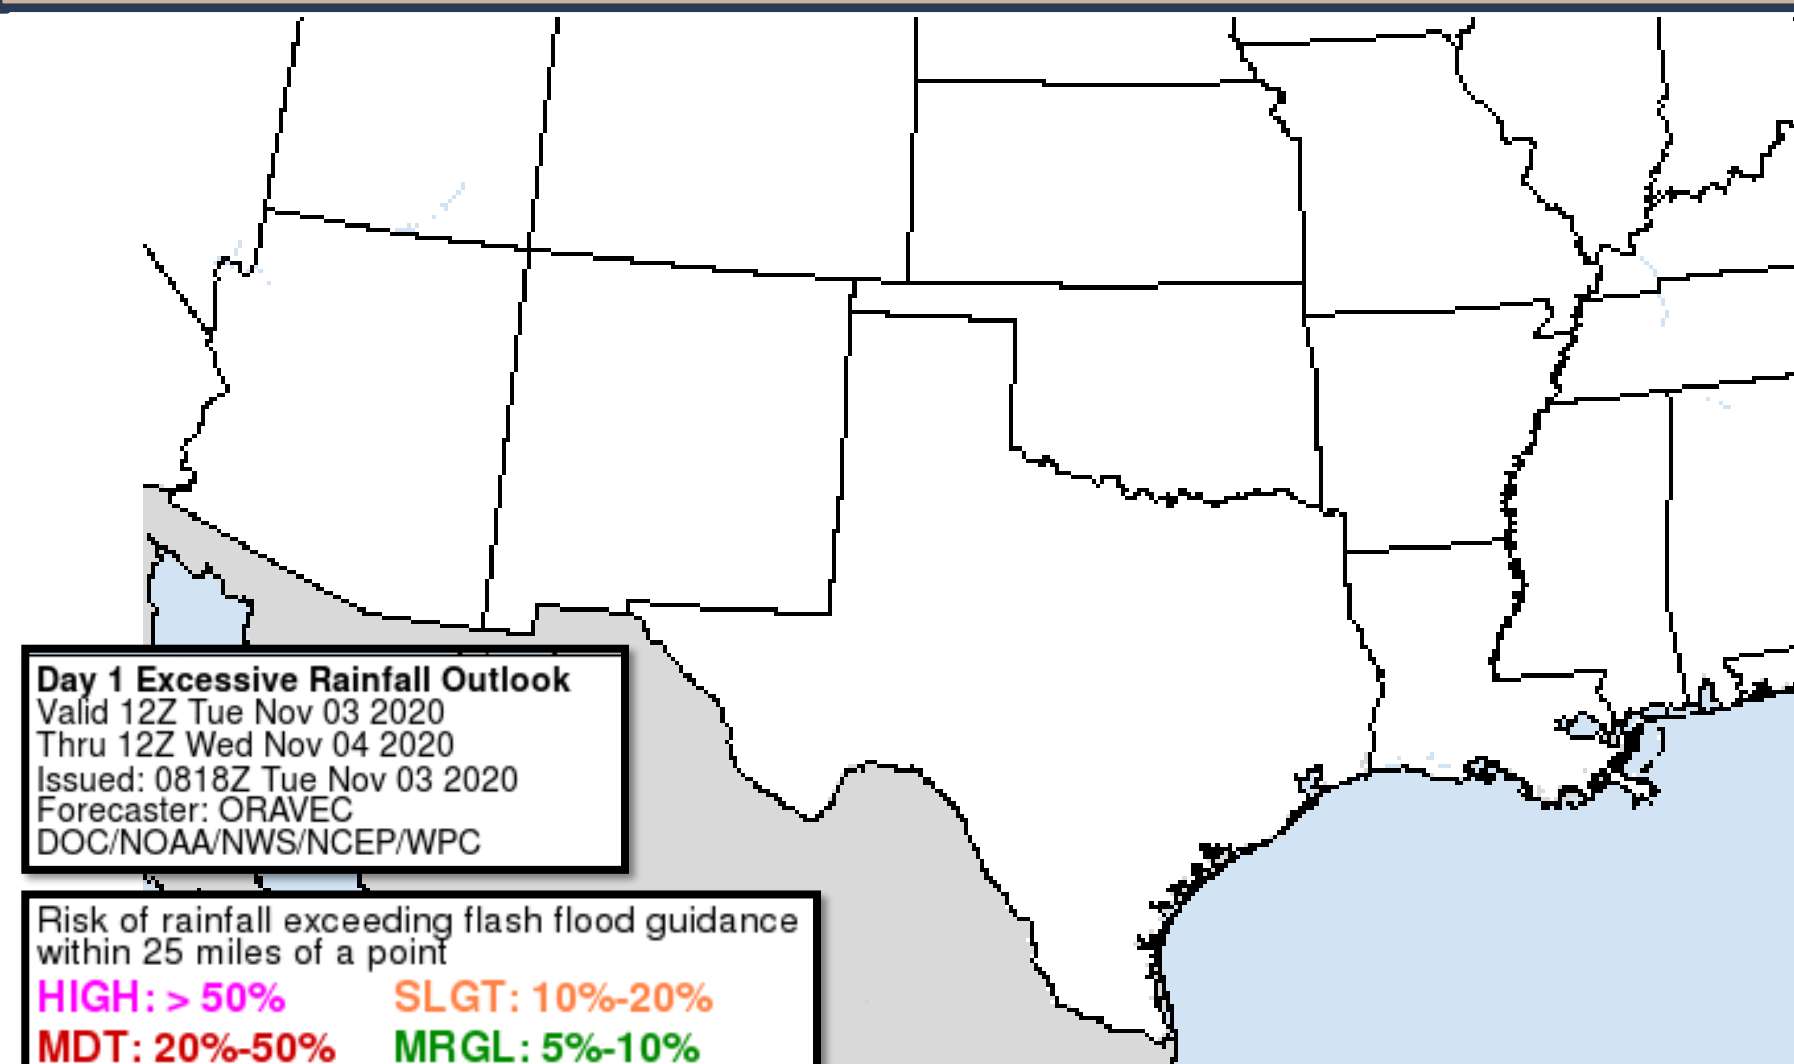 Day 1 Excessive Rainfall Outlook
Valid 12Z Tue Nov 03 2020
Thru 12Z Wed Nov 04 2020
Issued: 0818Z Tue Nov 03 2020
Forecaster: ORAVEC
DOC/NOAA/NWS/NCEP/WPC
Risk of rainfall exceeding flash flood guidance
within 25 miles of a point
HIGH: > 50% SLGT: 10%-20%
MDT: 20%-50% MRGL: 5%-10%